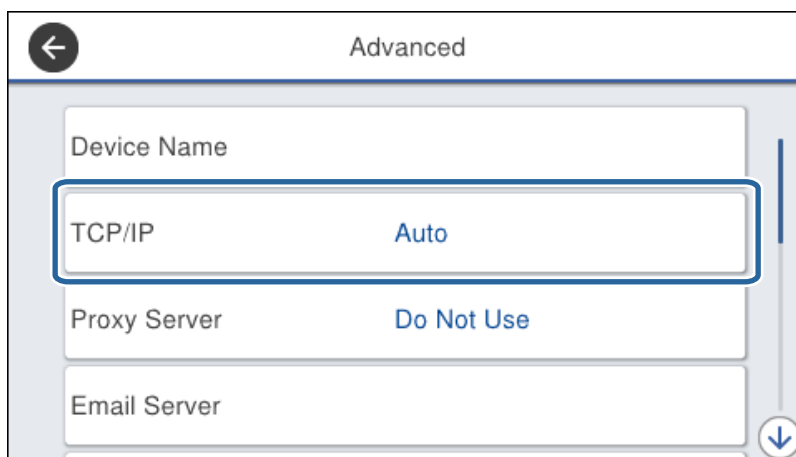 Advanced
Device Name
TCP/IP Auto
Proxy Server Do Not Use
Email Server